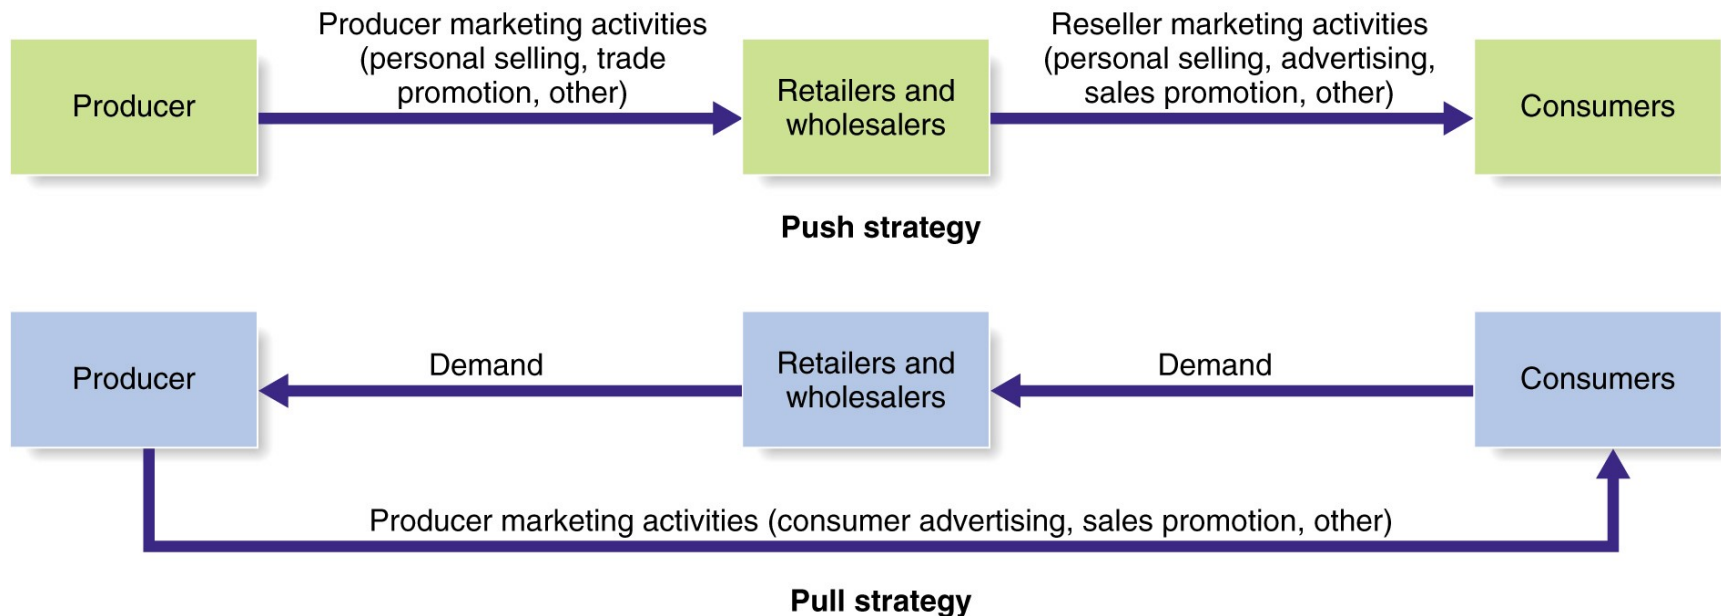 Producer marketing activities
(personal selling, trade
promotion, other)
Reseller marketing activities
(personal selling, advertising,
sales promotion, other)
Producer
Retailers and
wholesalers
Consumers
Push strategy
Producer
Demand
Retailers and
wholesalers
Demand
Consumers
Producer marketing activities (consumer advertising, sales promotion, other)
Pull strategy